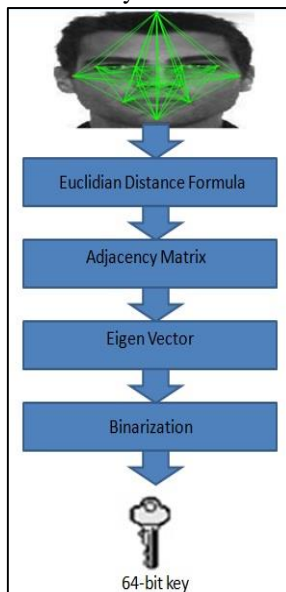 Euclidian Distance Formula
Adjacency Matrix
Eigen Vector
Binarization
64-bit key